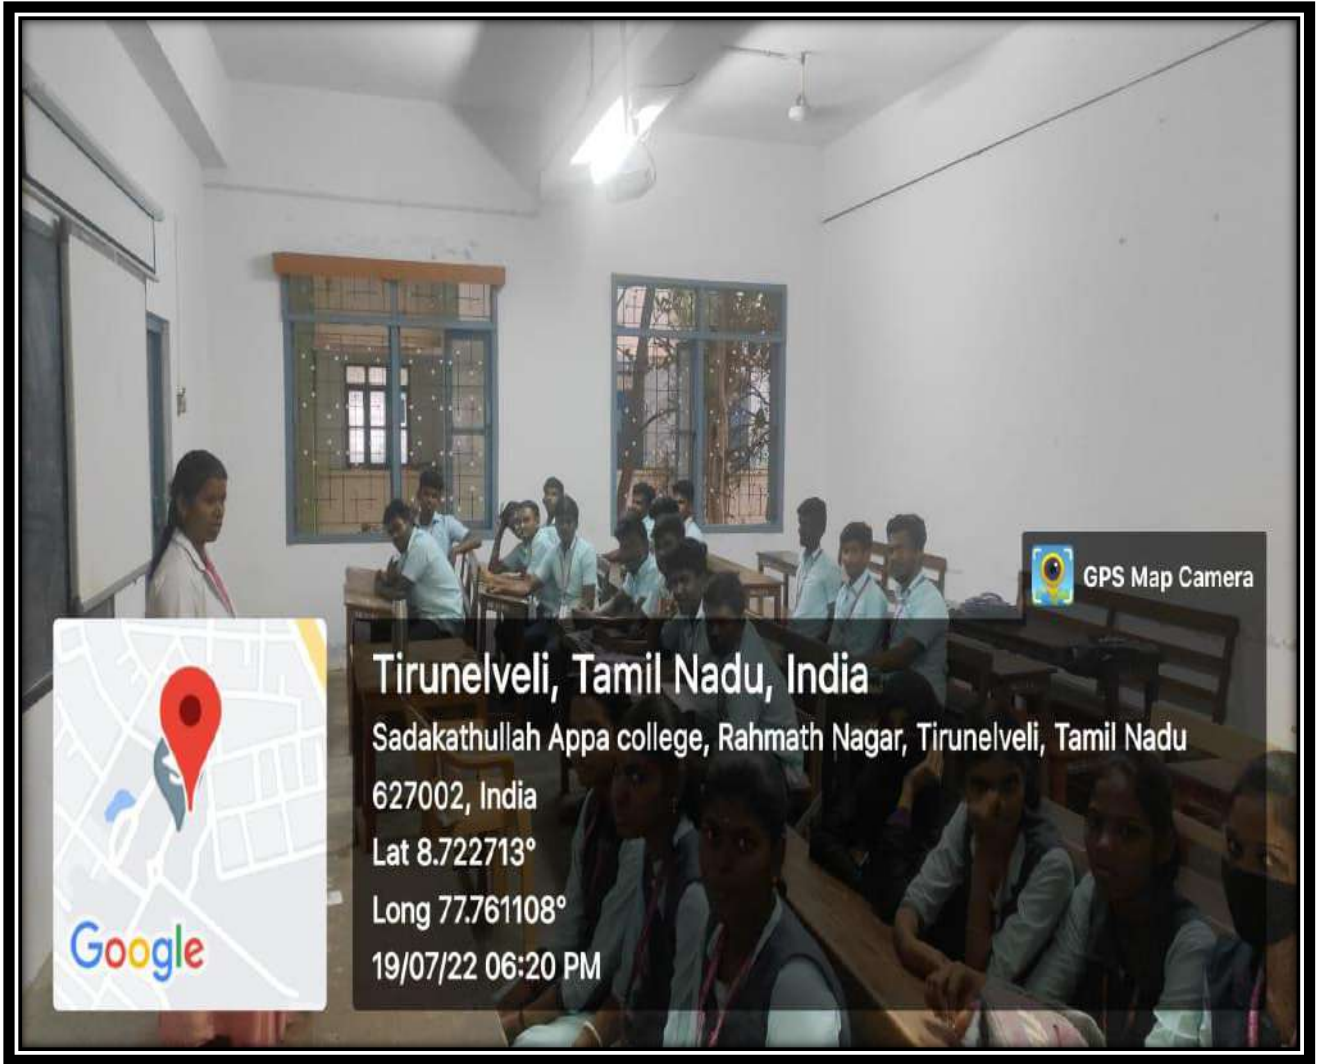 GPS Map Camera
Tirunelveli, Tamil Nadu, India
Sadakathullah Appa college, Rahmath Nagar, Tirunelveli, Tamil Nadu
627002, India
Lat 8.722713°
Long 77.761108°
19/07/22 06:20 PM
Google